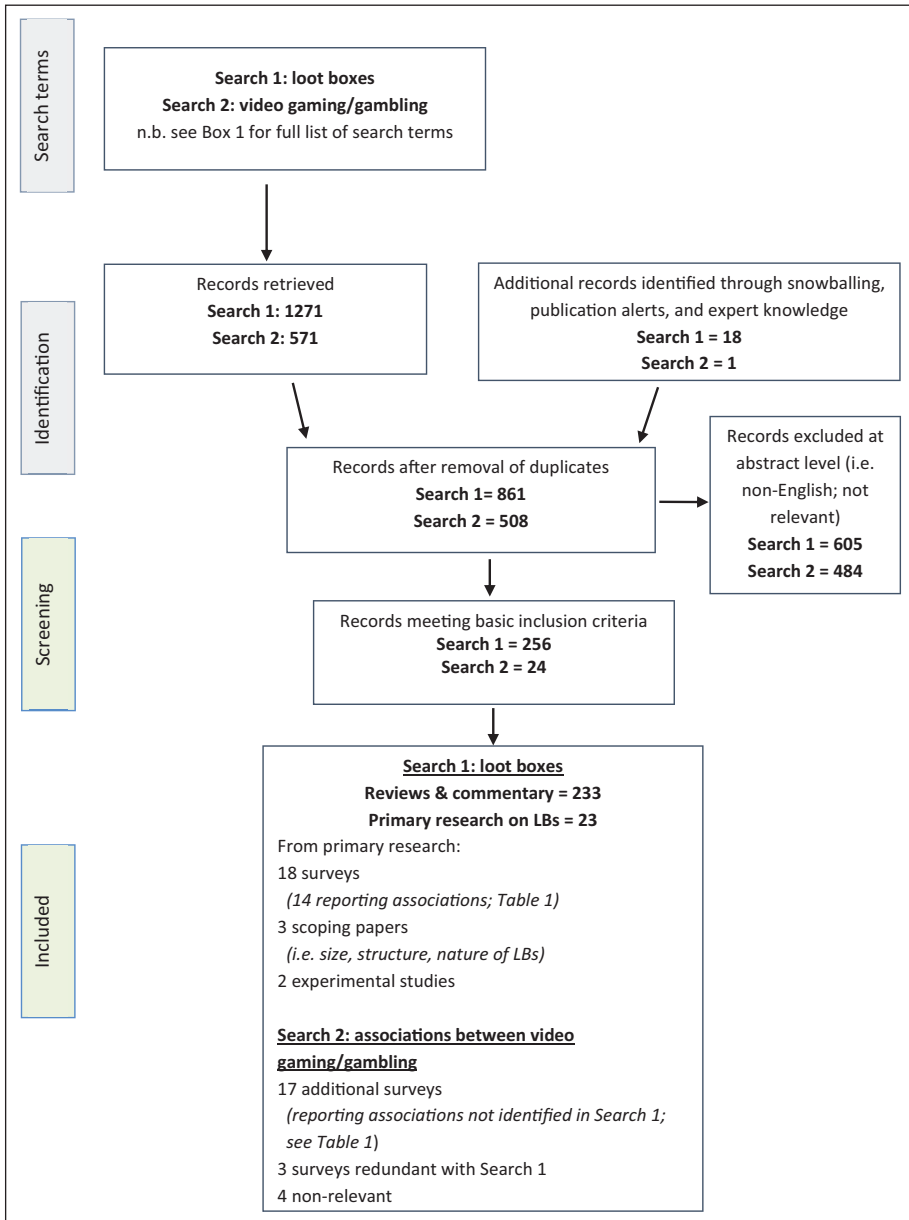 Search terms
Search 1: loot boxes
Search 2: video gaming/gambling
n.b. see Box 1 for full list of search terms
Identification
Records retrieved
Search 1: 1271
Search 2: 571
Additional records identified through snowballing,
publication alerts, and expert knowledge
Search 1 = 18
Search 2 = 1
Records after removal of duplicates
Search 1= 861
Search 2 = 508
Records excluded at
abstract level (i.e.
non-English; not
relevant)
Search 1 = 605
Search 2 = 484
Screening
Records meeting basic inclusion criteria
Search 1 = 256
Search 2 = 24
Included
Search 1: loot boxes
Reviews & commentary = 233
Primary research on LBs = 23
From primary research:
18 surveys
(14 reporting associations; Table 1)
3 scoping papers
(i.e. size, structure, nature of LBs)
2 experimental studies
Search 2: associations between video
gaming/gambling
17 additional surveys
(reporting associations not identified in Search 1;
see Table 1)
3 surveys redundant with Search 1
4 non-relevant